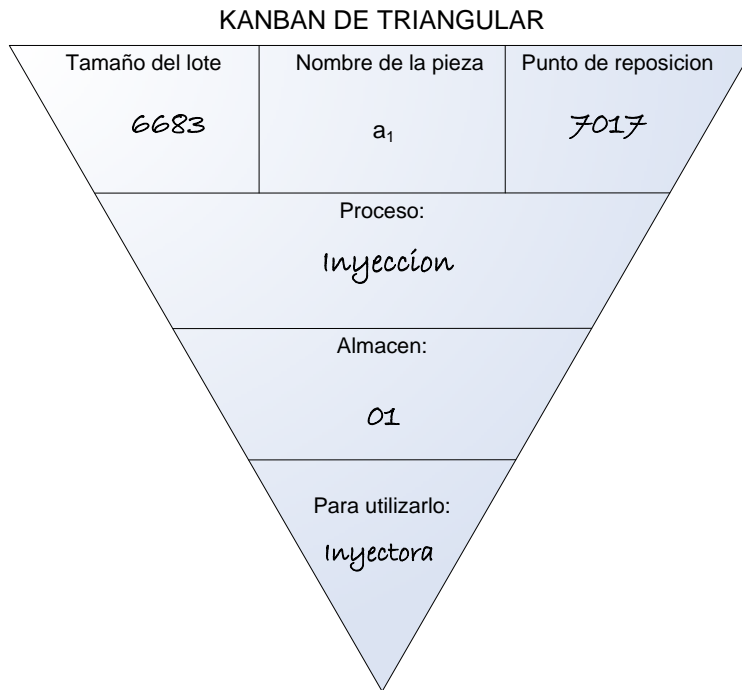 KANBAN DE TRIANGULAR
Tamaño del lote
Nombre de la pieza
Punto de reposicion
6683
a₁
7017
Proceso:
Inyeccion
Almacen:
01
Para utilizarlo:
Inyectora